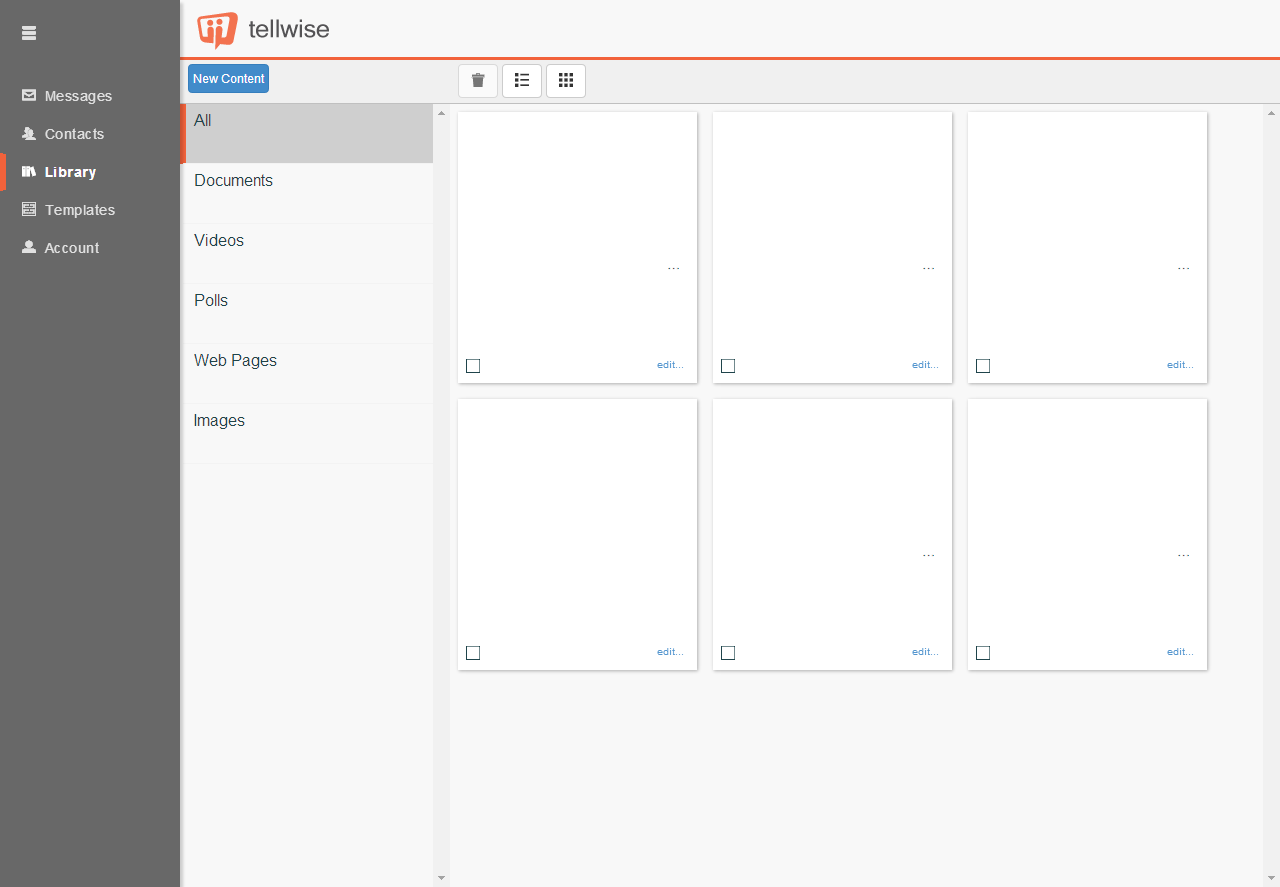 tellwise
New Content
Messages
Contacts
Library
Templates
Account
All
Documents
Videos
Polls
Web Pages
Images
...
...
...
edit...
edit...
edit...
...
...
edit...
edit...
edit...